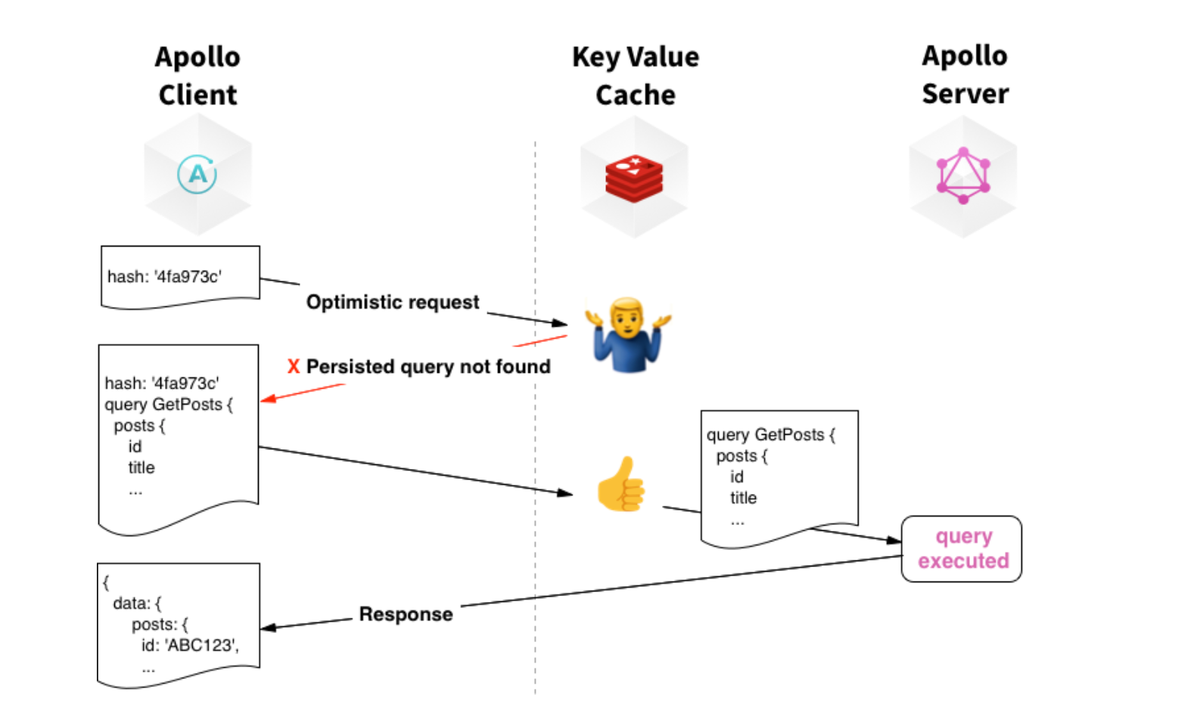 Apollo
Client
Key Value
Cache
Apollo
Server
A
hash: '4fa973c'
Optimistic request
X Persisted query not found
hash: '4fa973c'
query GetPosts {
posts {
id
title
...
query GetPosts {
posts {
id
title
...
query
executed
{
data: {
posts: {
id: 'ABC123',
...
Response